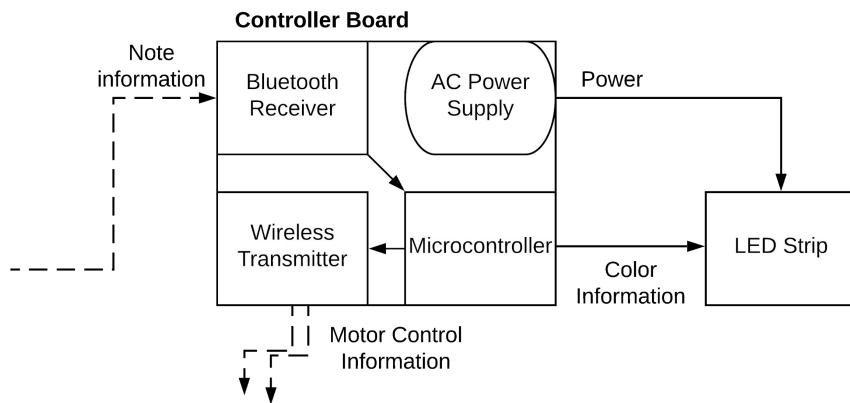 Controller Board
Note
information
Bluetooth
Receiver
AC Power
Supply
Power
Wireless
Transmitter
Microcontroller
LED Strip
Color
Information
Motor Control
Information